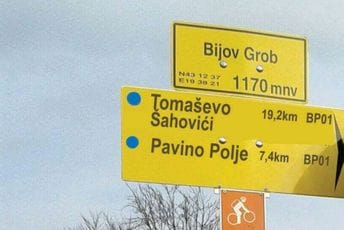 Bijov Grob
N43 12 37
E19 38 21 1170 mnv
Tomaševo 19,2km BP01
Šahovići
Pavino Polje 7,4km BP01